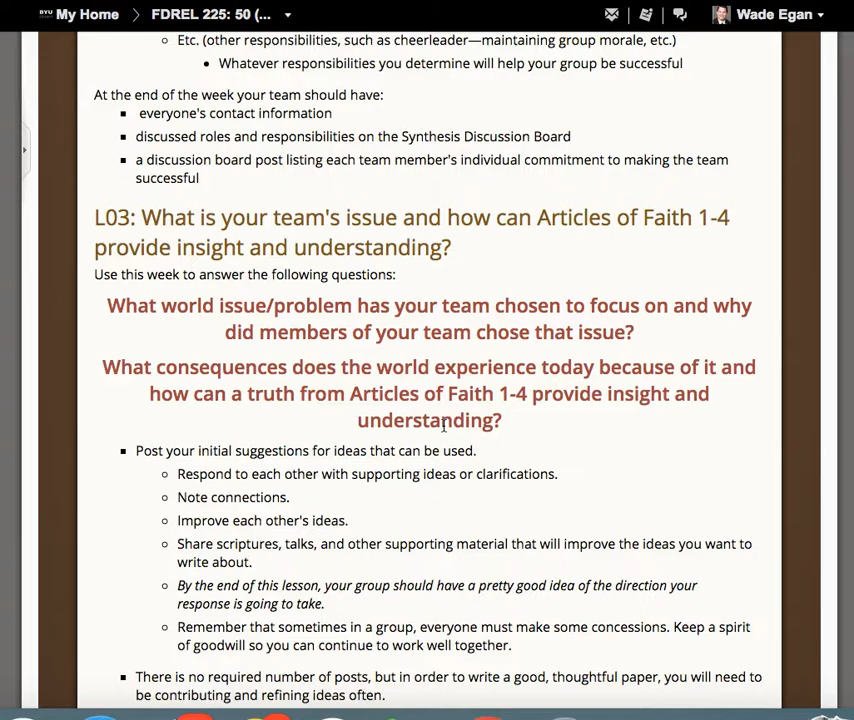 BYU My Home FDREL 225: 50 (... Wade Egan
Etc. (other responsibilities, such as cheerleader—maintaining group morale, etc.)
Whatever responsibilities you determine will help your group be successful
At the end of the week your team should have:
everyone's contact information
discussed roles and responsibilities on the Synthesis Discussion Board
a discussion board post listing each team member's individual commitment to making the team
successful
L03: What is your team's issue and how can Articles of Faith 1-4
provide insight and understanding?
Use this week to answer the following questions:
What world issue/problem has your team chosen to focus on and why
did members of your team chose that issue?
What consequences does the world experience today because of it and
how can a truth from Articles of Faith 1-4 provide insight and
understanding?
Post your initial suggestions for ideas that can be used.
Respond to each other with supporting ideas or clarifications.
Note connections.
Improve each other's ideas.
Share scriptures, talks, and other supporting material that will improve the ideas you want to
write about.
By the end of this lesson, your group should have a pretty good idea of the direction your
response is going to take.
Remember that sometimes in a group, everyone must make some concessions. Keep a spirit
of goodwill so you can continue to work well together.
There is no required number of posts, but in order to write a good, thoughtful paper, you will need to
be contributing and refining ideas often.